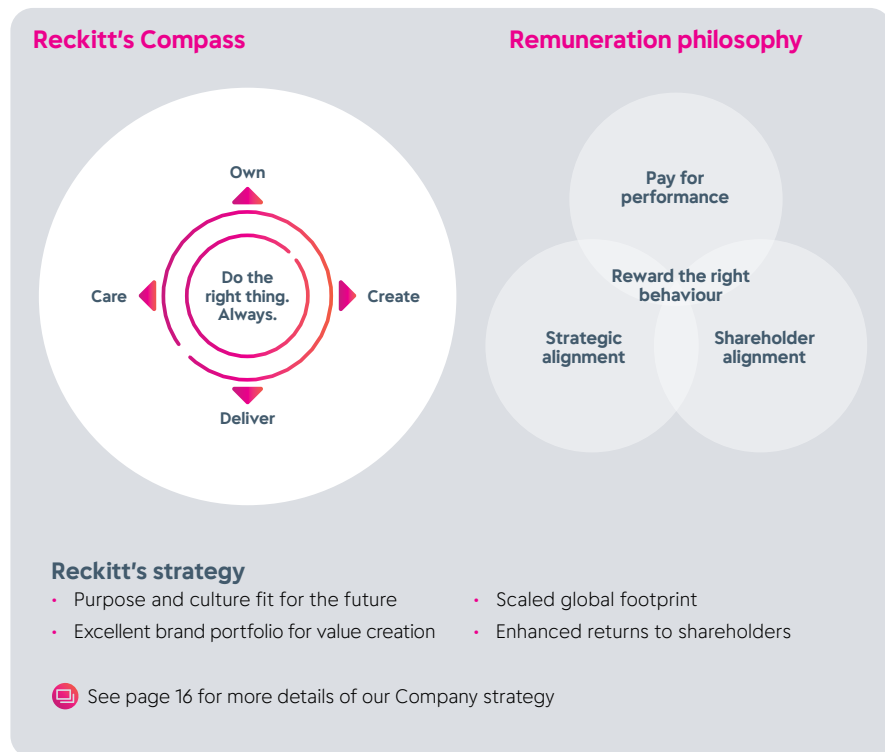 Reckitt's Compass
Own
Care
Do the
right thing.
Always.
Create
Deliver
Remuneration philosophy
Pay for
performance
Reward the right
behaviour
Strategic
alignment
Shareholder
alignment
Reckitt's strategy
• Purpose and culture fit for the future
• Excellent brand portfolio for value creation
• Scaled global footprint
• Enhanced returns to shareholders
See page 16 for more details of our Company strategy